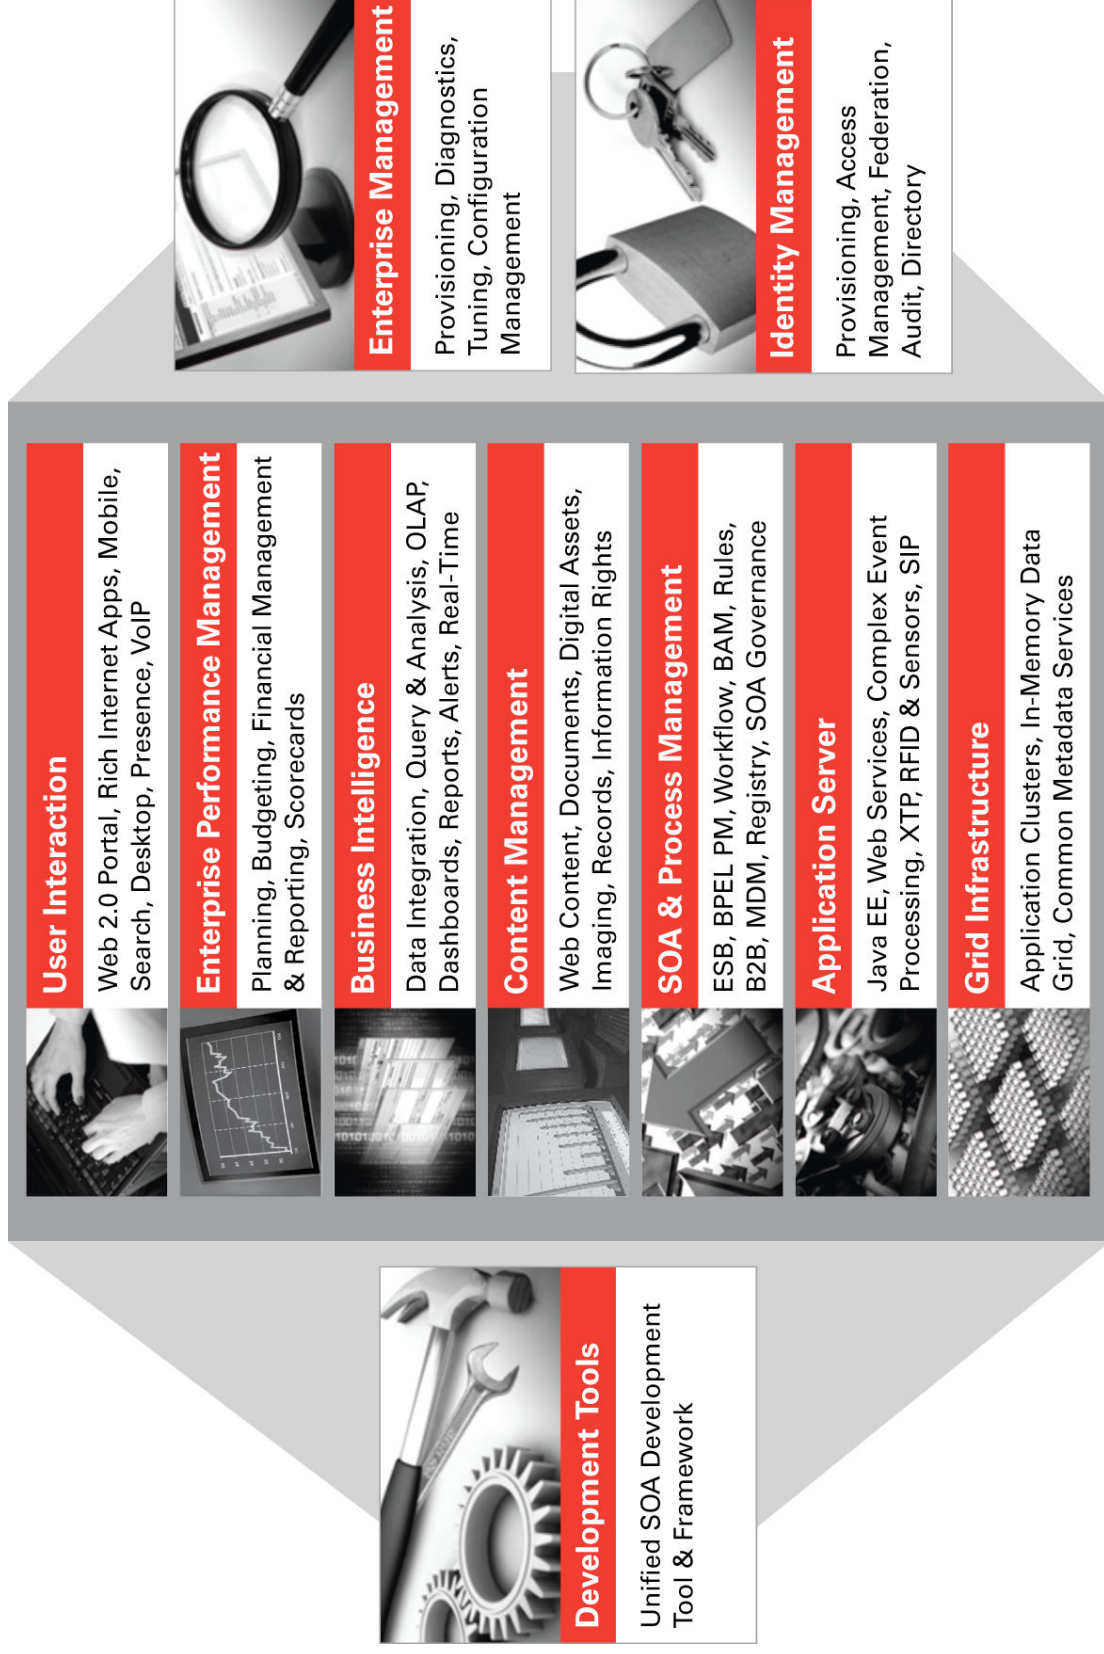 Development Tools
Unified SOA Development
Tool & Framework
User Interaction
Web 2.0 Portal, Rich Internet Apps, Mobile,
Search, Desktop, Presence, VoIP
Enterprise Performance Management
Planning, Budgeting, Financial Management
& Reporting, Scorecards
Business Intelligence
Data Integration, Query & Analysis, OLAP,
Dashboards, Reports, Alerts, Real-Time
Content Management
Web Content, Documents, Digital Assets,
Imaging, Records, Information Rights
SOA & Process Management
ESB, BPEL PM, Workflow, BAM, Rules,
B2B, MDM, Registry, SOA Governance
Application Server
Java EE, Web Services, Complex Event
Processing, XTP, RFID & Sensors, SIP
Grid Infrastructure
Application Clusters, In-Memory Data
Grid, Common Metadata Services
Enterprise Management
Provisioning, Diagnostics,
Tuning, Configuration
Management
Identity Management
Provisioning, Access
Management, Federation,
Audit, Directory